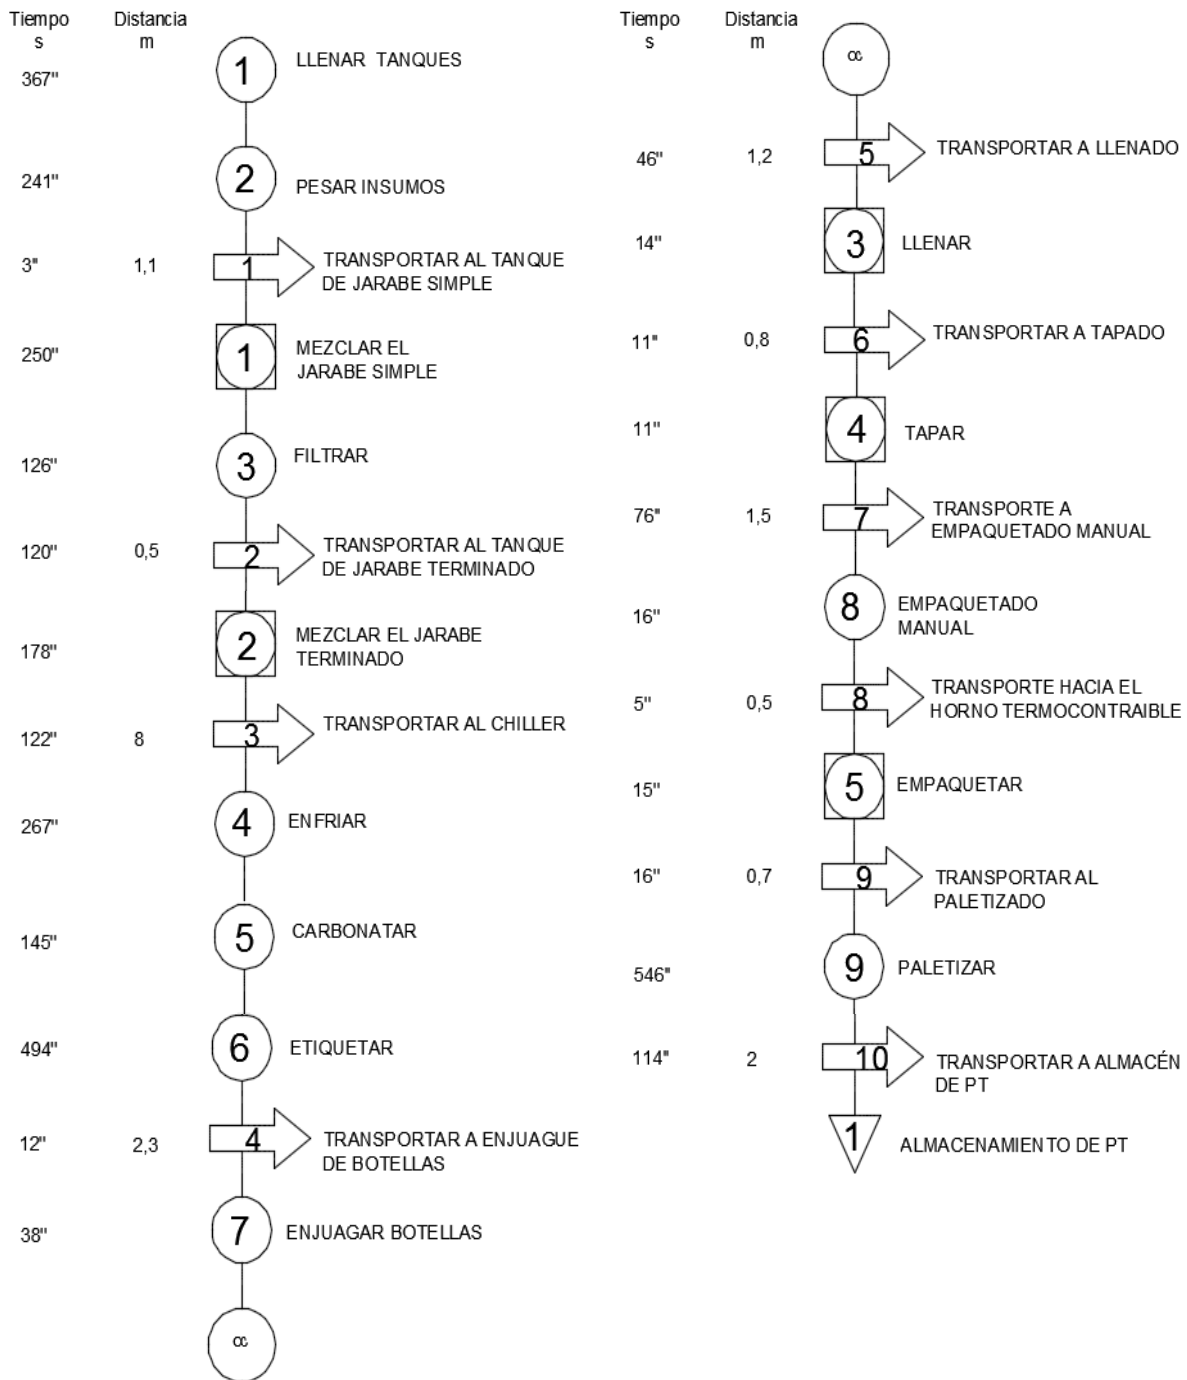 Tiempo Distancia
s m
367"
1
LLENAR TANQUES
241"
2
PESAR INSUMOS
3" 1,1
1
TRANSPORTAR AL TANQUE
DE JARABE SIMPLE
250"
1
MEZCLAR EL
JARABE SIMPLE
126"
3
FILTRAR
120" 0,5
2
TRANSPORTAR AL TANQUE
DE JARABE TERMINADO
178"
2
MEZCLAR EL JARABE
TERMINADO
122" 8
3
TRANSPORTAR AL CHILLER
267"
4
ENFRIAR
145"
5
CARBONATAR
494"
6
ETIQUETAR
12" 2,3
4
TRANSPORTAR A ENJUAGUE
DE BOTELLAS
38"
7
ENJUAGAR BOTELLAS
∝
Tiempo Distancia
s m
∝
46" 1,2
5
TRANSPORTAR A LLENADO
14"
3
LLENAR
11" 0,8
6
TRANSPORTAR A TAPADO
11"
4
TAPAR
76" 1,5
7
TRANSPORTE A
EMPAQUETADO MANUAL
16"
8
EMPAQUETADO
MANUAL
5" 0,5
8
TRANSPORTE HACIA EL
HORNO TERMOCONTRAIBLE
15"
5
EMPAQUETAR
16" 0,7
9
TRANSPORTAR AL
PALETIZADO
546"
9
PALETIZAR
114" 2
10
TRANSPORTAR A ALMACÉN
DE PT
1
ALMACENAMIENTO DE PT